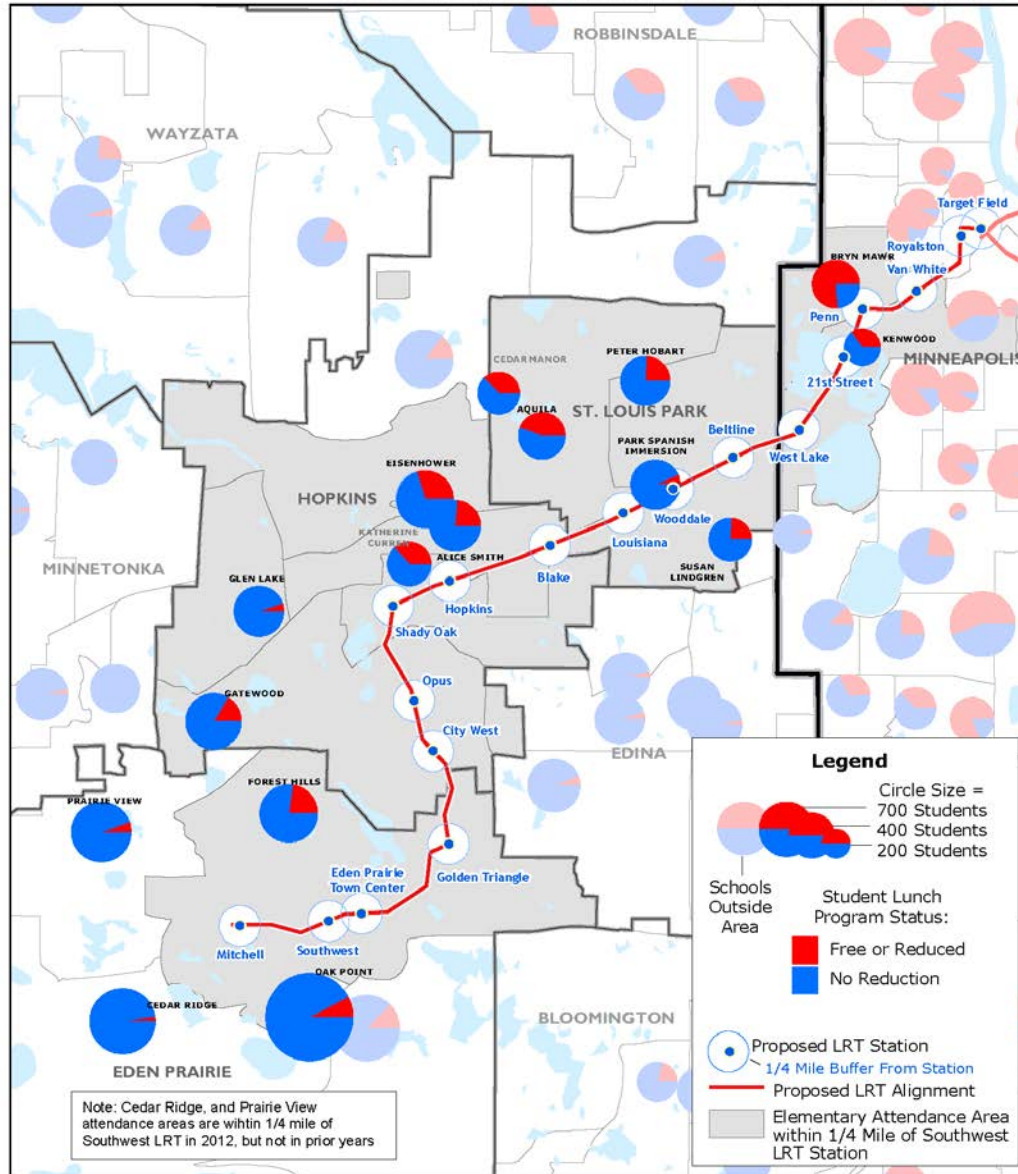 ROBBINSDALE
WAYZATA
Target Field
Royalston
BRYN MAWR
Van White
Penn
KENWOOD
MINNEAPOLIS
21st Street
CEDAR MANOR
PETER HOBART
ST. LOUIS PARK
AQUILA
Beltline
West Lake
PARK SPANISH
IMMERSION
EISENHOWER
HOPKINS
Wooddale
Louisiana
KATHERINE
CURREN
ALICE SMITH
Blake
SUSAN
LINDGREN
MINNETONKA
GLEN LAKE
Hopkins
Shady Oak
GATEWOOD
Opus
City West
EDINA
FOREST HILLS
PRAIRIE VIEW
Golden Triangle
Eden Prairie
Town Center
Mitchell
Southwest
OAK POINT
CEDAR RIDGE
EDEN PRAIRIE
BLOOMINGTON
Note: Cedar Ridge, and Prairie View
attendance areas are wihtin 1/4 mile of
Southwest LRT in 2012, but not in prior years
Legend
Circle Size =
700 Students
400 Students
200 Students
Schools
Outside
Area
Student Lunch
Program Status:
Free or Reduced
No Reduction
Proposed LRT Station
1/4 Mile Buffer From Station
Proposed LRT Alignment
Elementary Attendance Area
within 1/4 Mile of Southwest
LRT Station